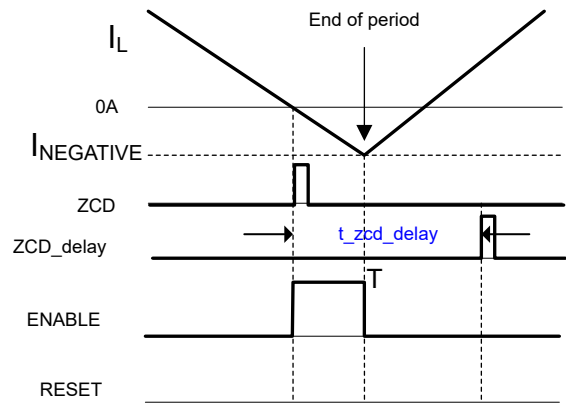 End of period
I_L
0A
I_NEGATIVE
ZCD
ZCD_delay
t_zcd_delay
T
ENABLE
RESET